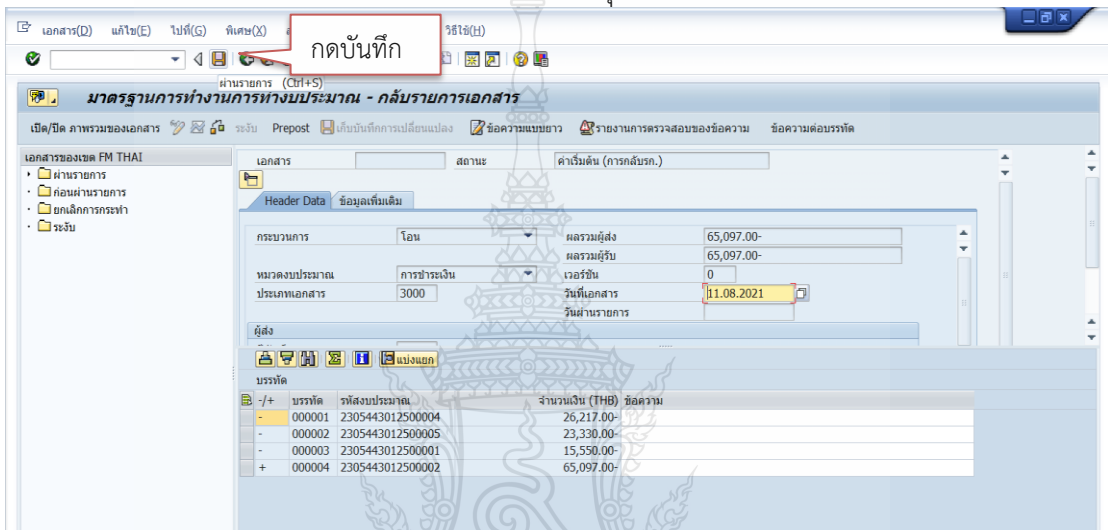 เอกสาร(D) แก้ไข(E) ไปที่(G) พิเศษ(X) วิธีใช้(H)
กดบันทึก
ผ่านรายการ (Ctrl+S)
มาตรฐานการทำงานการห้างบประมาณ - กลับรายการเอกสาร
เปิด/ปิด ภาพรวมของเอกสาร ระงับ Prepost เก็บบันทึกการเปลี่ยนแปลง ข้อความแบบยาว รายงานการตรวจสอบของข้อความ ข้อความต่อบรรทัด
เอกสารของเขต FM THAI
ผ่านรายการ
ก่อนผ่านรายการ
ยกเลิกการกระทำ
ระงับ
เอกสาร สถานะ ค่าเริ่มต้น (การกลับรก.)
Header Data ข้อมูลเพิ่มเติม
กระบวนการ โอน ผลรวมผู้ส่ง 65,097.00-
ผลรวมผู้รับ 65,097.00-
หมวดงบประมาณ การชำระเงิน เวอร์ชัน 0
ประเภทเอกสาร 3000 วันที่เอกสาร 11.08.2021
วันผ่านรายการ
ผู้ส่ง
แบ่งแยก
บรรทัด
-/+ บรรทัด รหัสงบประมาณ จำนวนเงิน (THB) ข้อความ
- 000001 2305443012500004 26,217.00-
- 000002 2305443012500005 23,330.00-
- 000003 2305443012500001 15,550.00-
+ 000004 2305443012500002 65,097.00-